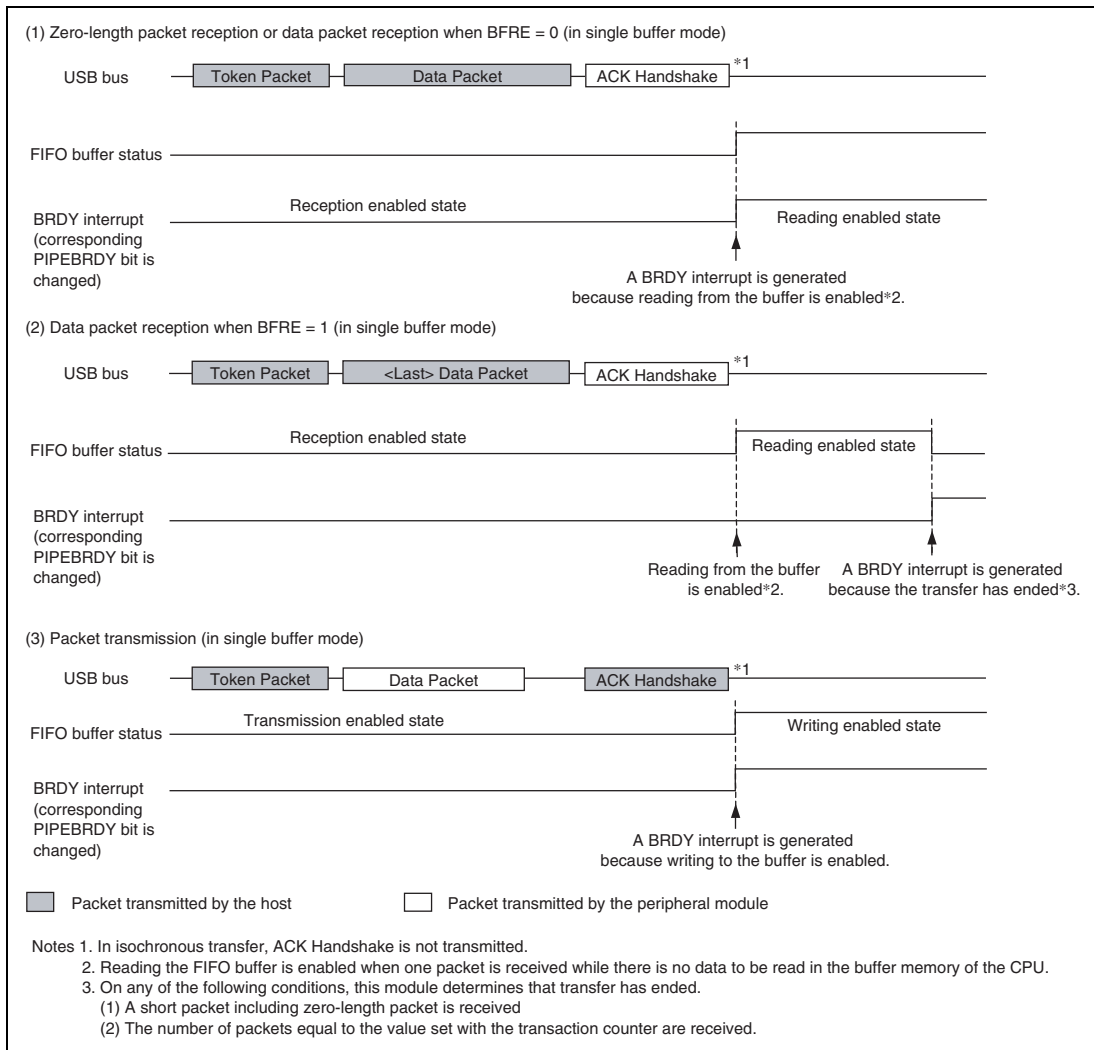 (1) Zero-length packet reception or data packet reception when BFRE = 0 (in single buffer mode)
USB bus
Token Packet
Data Packet
ACK Handshake
*1
FIFO buffer status
BRDY interrupt
(corresponding
PIPEBRDY bit is
changed)
Reception enabled state
Reading enabled state
A BRDY interrupt is generated
because reading from the buffer is enabled*2.
(2) Data packet reception when BFRE = 1 (in single buffer mode)
USB bus
Token Packet
<Last> Data Packet
ACK Handshake
*1
FIFO buffer status
Reception enabled state
Reading enabled state
BRDY interrupt
(corresponding
PIPEBRDY bit is
changed)
Reading from the buffer
is enabled*2.
A BRDY interrupt is generated
because the transfer has ended*3.
(3) Packet transmission (in single buffer mode)
USB bus
Token Packet
Data Packet
ACK Handshake
*1
FIFO buffer status
Transmission enabled state
Writing enabled state
BRDY interrupt
(corresponding
PIPEBRDY bit is
changed)
A BRDY interrupt is generated
because writing to the buffer is enabled.
Packet transmitted by the host
Packet transmitted by the peripheral module
Notes 1. In isochronous transfer, ACK Handshake is not transmitted.
2. Reading the FIFO buffer is enabled when one packet is received while there is no data to be read in the buffer memory of the CPU.
3. On any of the following conditions, this module determines that transfer has ended.
(1) A short packet including zero-length packet is received
(2) The number of packets equal to the value set with the transaction counter are received.